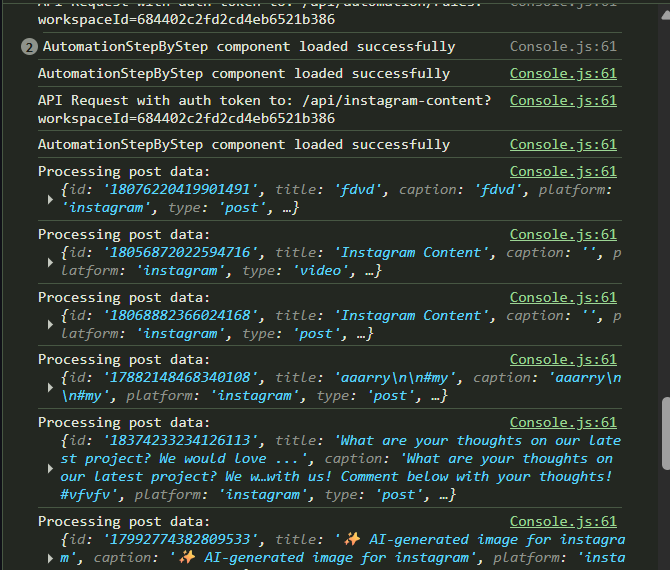 API Request with auth token to: /api/automation/rules? Console.js:61
workspaceId=684402c2fd2cd4eb6521b386
2 AutomationStepByStep component loaded successfully Console.js:61
AutomationStepByStep component loaded successfully Console.js:61
API Request with auth token to: /api/instagram-content? Console.js:61
workspaceId=684402c2fd2cd4eb6521b386
AutomationStepByStep component loaded successfully Console.js:61
Processing post data: Console.js:61
{id: '18076220419901491', title: 'fdvd', caption: 'fdvd', platform:
'instagram', type: 'post', …}
Processing post data: Console.js:61
{id: '18056872022594716', title: 'Instagram Content', caption: '', p
latform: 'instagram', type: 'video', …}
Processing post data: Console.js:61
{id: '18068882366024168', title: 'Instagram Content', caption: '', p
latform: 'instagram', type: 'post', …}
Processing post data: Console.js:61
{id: '17882148468340108', title: 'aaarry\n\n#my', caption: 'aaarry\n
\n#my', platform: 'instagram', type: 'post', …}
Processing post data: Console.js:61
{id: '18374233234126113', title: 'What are your thoughts on our late
st project? We would love ...', caption: 'What are your thoughts on
our latest project? We w…with us! Comment below with your thoughts!
#vfvfv', platform: 'instagram', type: 'post', …}
Processing post data: Console.js:61
{id: '17992774382809533', title: '✨ AI-generated image for instagra
m', caption: '✨ AI-generated image for instagram', platform: 'insta